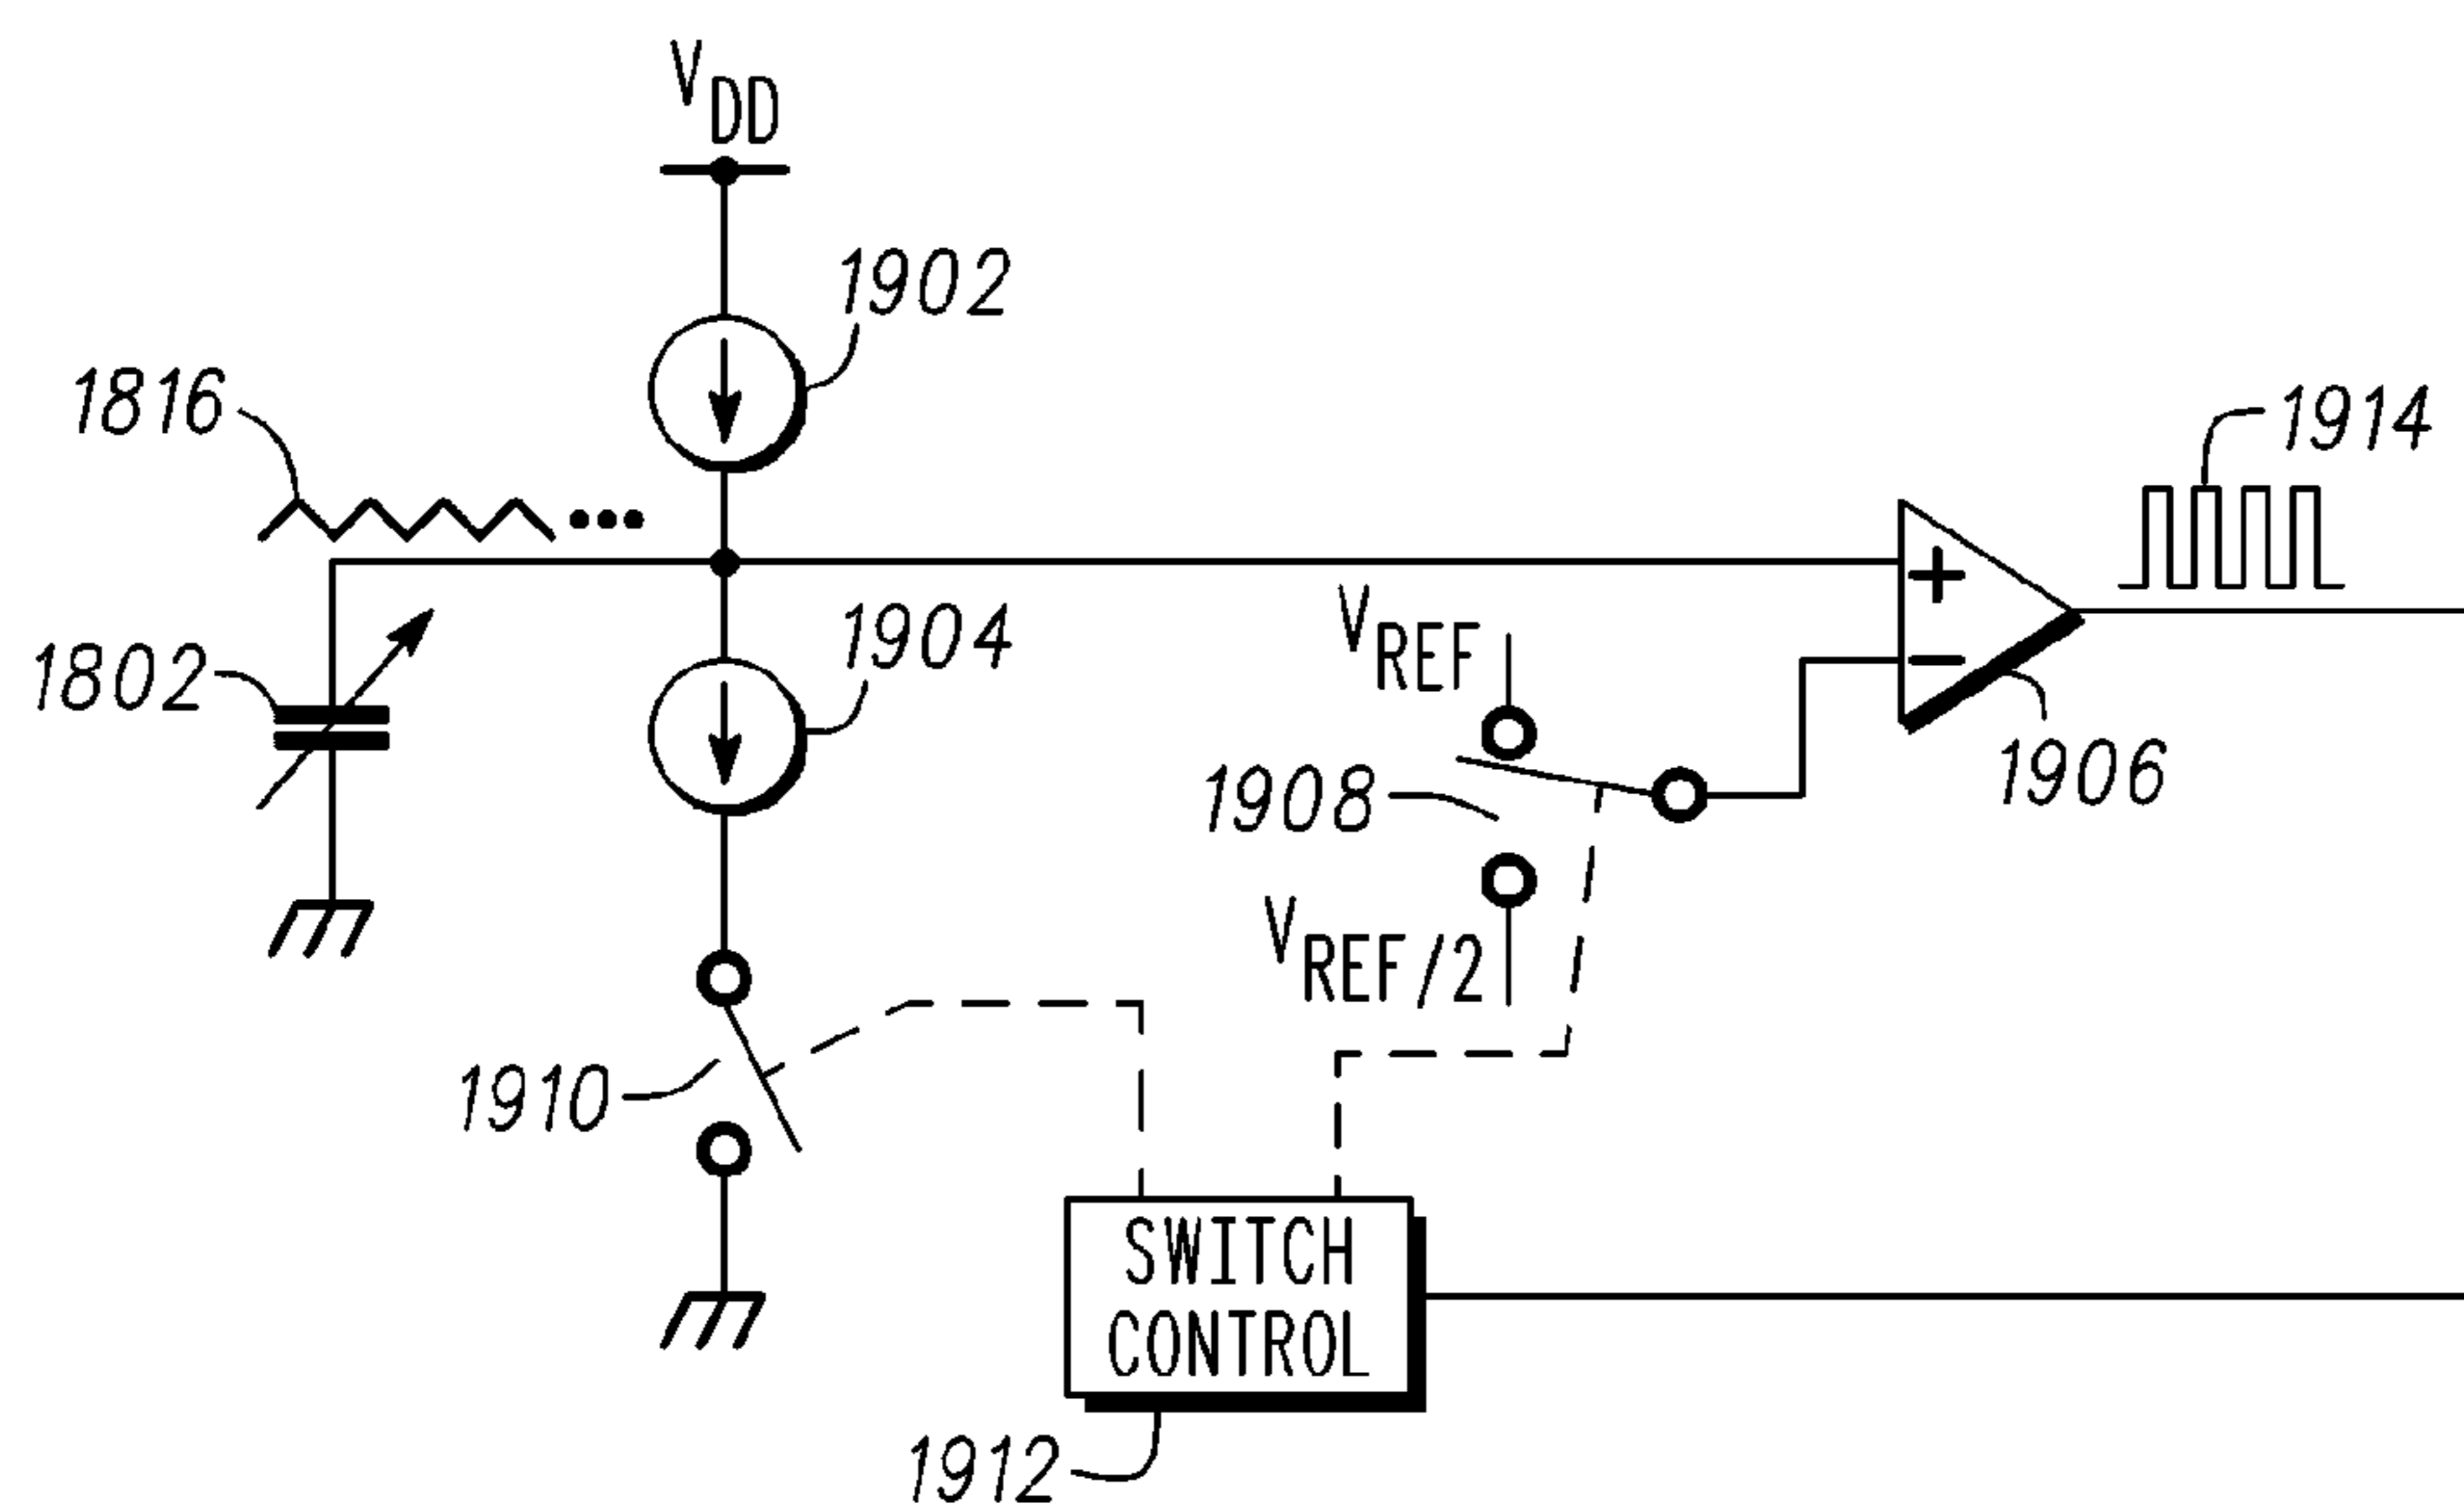 VDD
1902
1816
1914
1904
1802
VREF
+
−
1908
1906
VREF/2
1910
SWITCH
CONTROL
1912